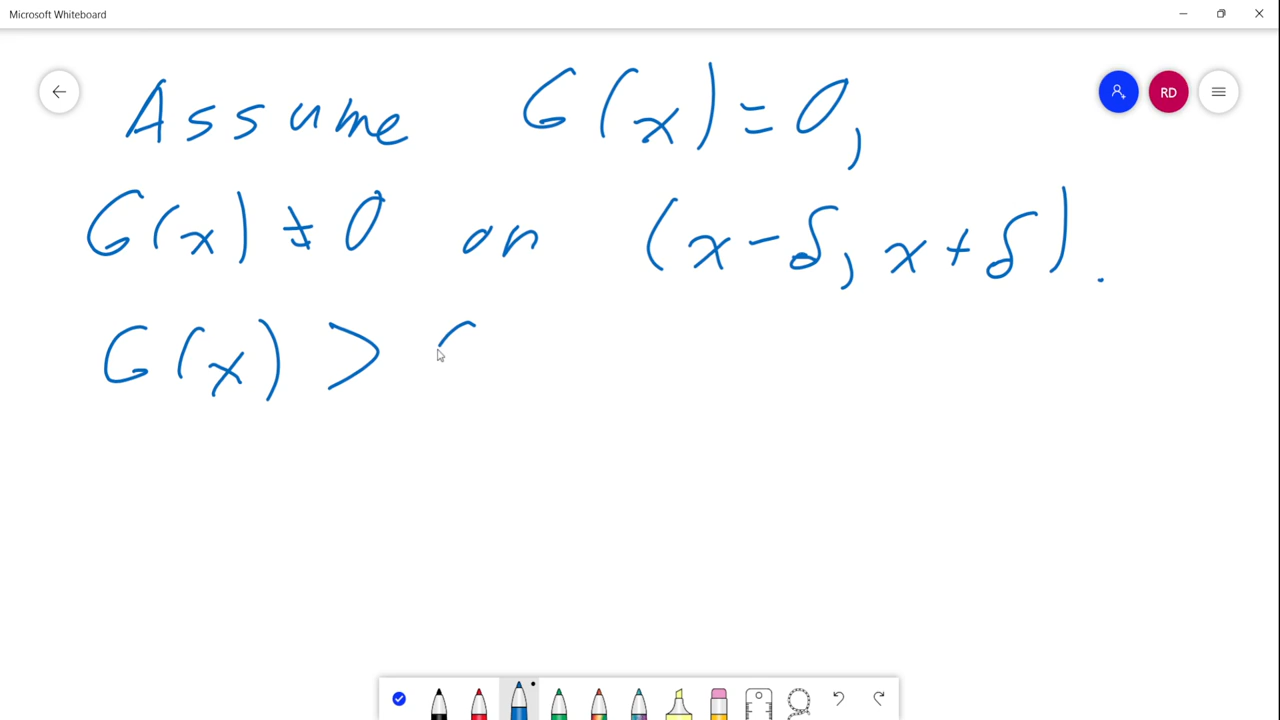 Microsoft Whiteboard
RD
Assume G(x)=0,
G(x) ≠ 0 on (x-δ, x+δ).
G(x) >